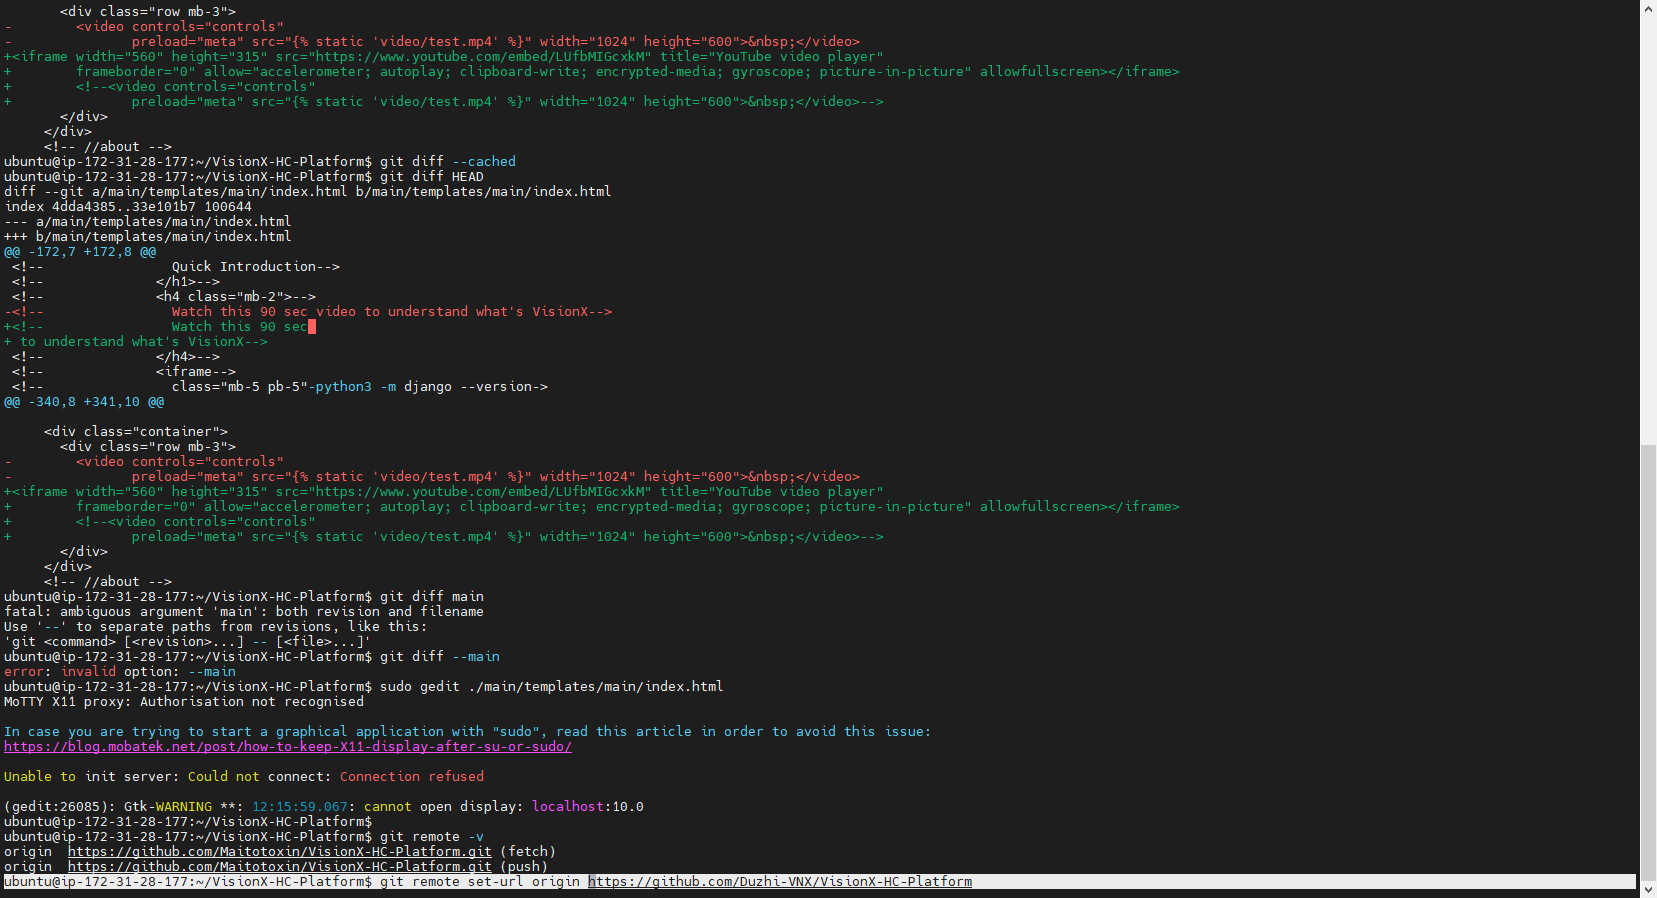 <div class="row mb-3">
-        <video controls="controls"
-               preload="meta" src="{% static 'video/test.mp4' %}" width="1024" height="600">&nbsp;</video>
+<iframe width="560" height="315" src="https://www.youtube.com/embed/LUfbMIGcxkM" title="YouTube video player"
+        frameborder="0" allow="accelerometer; autoplay; clipboard-write; encrypted-media; gyroscope; picture-in-picture" allowfullscreen></iframe>
+        <!--<video controls="controls"
+               preload="meta" src="{% static 'video/test.mp4' %}" width="1024" height="600">&nbsp;</video>-->
       </div>
     </div>
     <!-- //about -->
ubuntu@ip-172-31-28-177:~/VisionX-HC-Platform$ git diff --cached
ubuntu@ip-172-31-28-177:~/VisionX-HC-Platform$ git diff HEAD
diff --git a/main/templates/main/index.html b/main/templates/main/index.html
index 4dda4385..33e101b7 100644
--- a/main/templates/main/index.html
+++ b/main/templates/main/index.html
@@ -172,7 +172,8 @@
 <!--                Quick Introduction-->
 <!--              </h1>-->
 <!--              <h4 class="mb-2">-->
-<!--                Watch this 90 sec video to understand what's VisionX-->
+<!--                Watch this 90 sec
+ to understand what's VisionX-->
 <!--              </h4>-->
 <!--              <iframe-->
 <!--                class="mb-5 pb-5"-python3 -m django --version->
@@ -340,8 +341,10 @@
     <div class="container">
       <div class="row mb-3">
-        <video controls="controls"
-               preload="meta" src="{% static 'video/test.mp4' %}" width="1024" height="600">&nbsp;</video>
+<iframe width="560" height="315" src="https://www.youtube.com/embed/LUfbMIGcxkM" title="YouTube video player"
+        frameborder="0" allow="accelerometer; autoplay; clipboard-write; encrypted-media; gyroscope; picture-in-picture" allowfullscreen></iframe>
+        <!--<video controls="controls"
+               preload="meta" src="{% static 'video/test.mp4' %}" width="1024" height="600">&nbsp;</video>-->
       </div>
     </div>
     <!-- //about -->
ubuntu@ip-172-31-28-177:~/VisionX-HC-Platform$ git diff main
fatal: ambiguous argument 'main': both revision and filename
Use '--' to separate paths from revisions, like this:
'git <command> [<revision>...] -- [<file>...]'
ubuntu@ip-172-31-28-177:~/VisionX-HC-Platform$ git diff --main
error: invalid option: --main
ubuntu@ip-172-31-28-177:~/VisionX-HC-Platform$ sudo gedit ./main/templates/main/index.html
MoTTY X11 proxy: Authorisation not recognised
In case you are trying to start a graphical application with "sudo", read this article in order to avoid this issue:
https://blog.mobatek.net/post/how-to-keep-X11-display-after-su-or-sudo/
Unable to init server: Could not connect: Connection refused
(gedit:26085): Gtk-WARNING **: 12:15:59.067: cannot open display: localhost:10.0
ubuntu@ip-172-31-28-177:~/VisionX-HC-Platform$
ubuntu@ip-172-31-28-177:~/VisionX-HC-Platform$ git remote -v
origin  https://github.com/Maitotoxin/VisionX-HC-Platform.git (fetch)
origin  https://github.com/Maitotoxin/VisionX-HC-Platform.git (push)
ubuntu@ip-172-31-28-177:~/VisionX-HC-Platform$ git remote set-url origin https://github.com/Duzhi-VNX/VisionX-HC-Platform